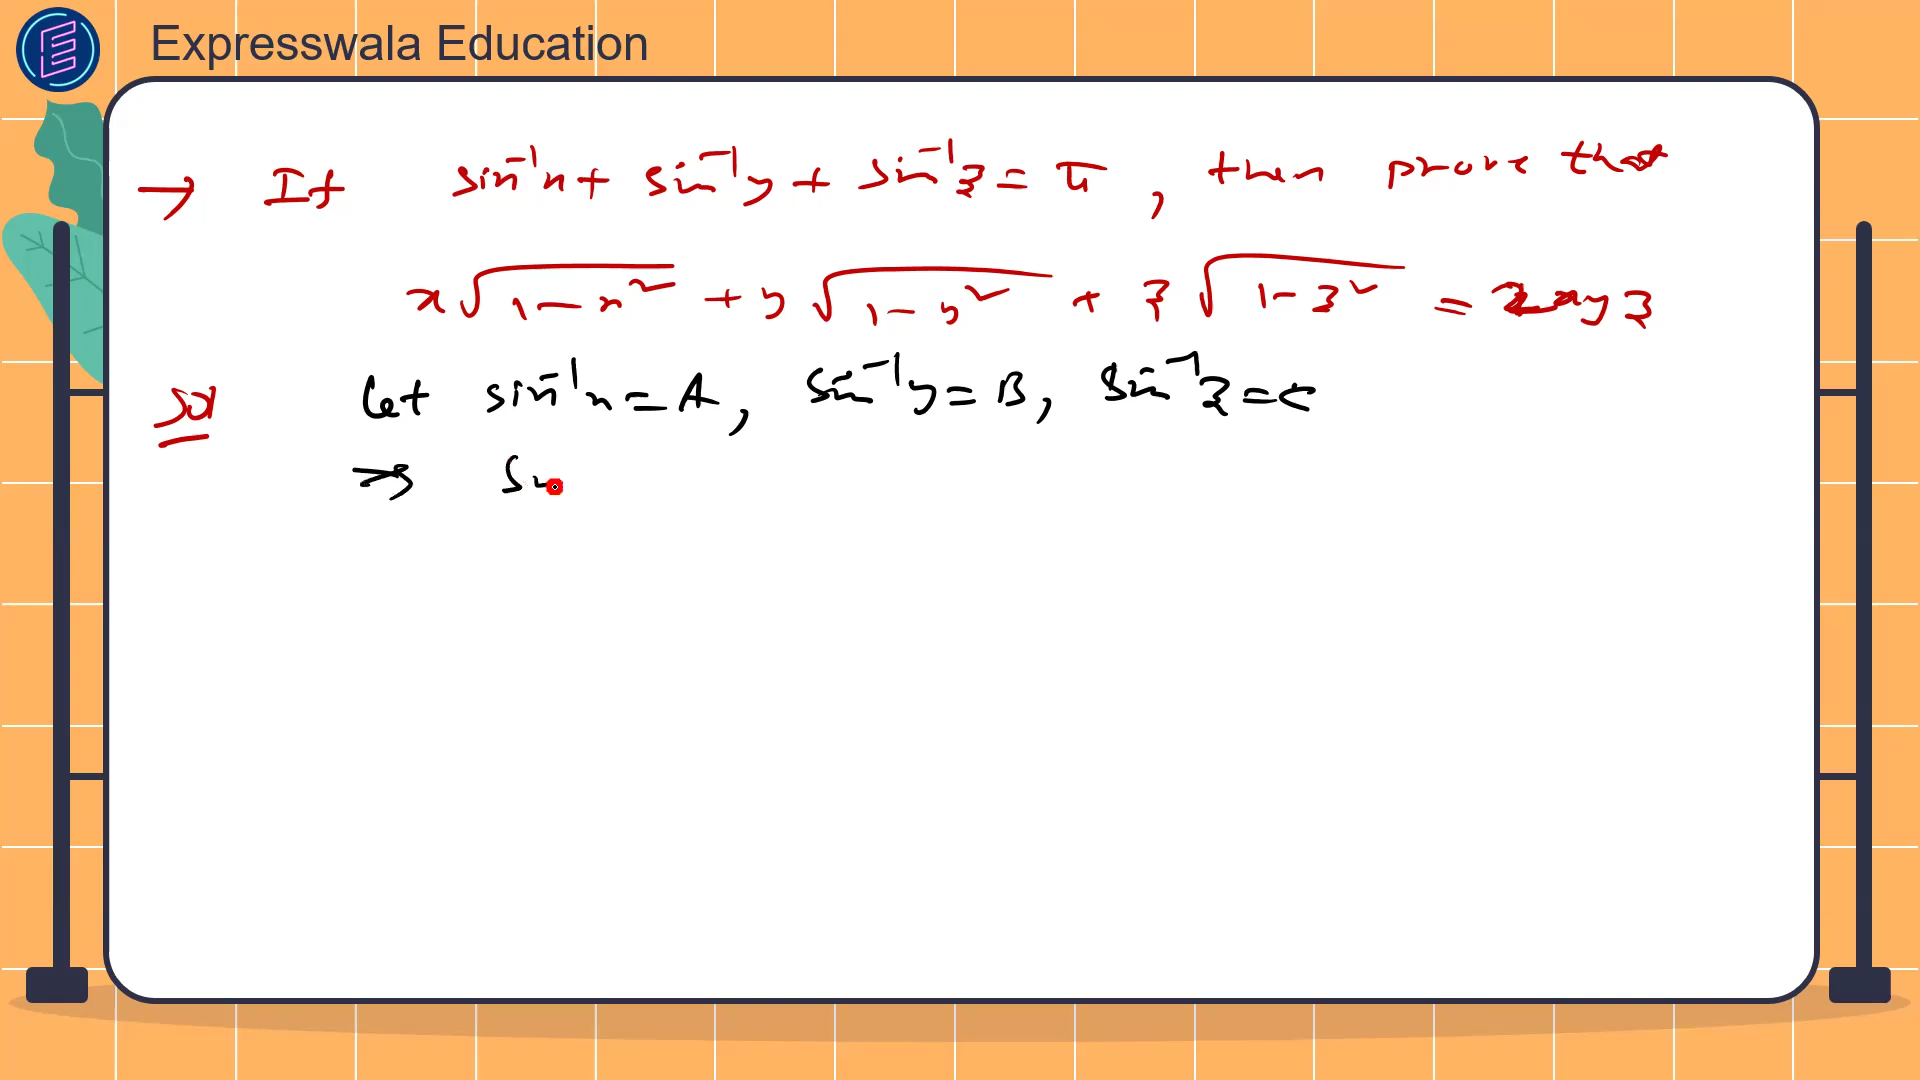 Expresswala Education
→ If sin⁻¹x + sin⁻¹y + sin⁻¹z = π, then prove that
x√(1-x²) + y√(1-y²) + z√(1-z²) = 2xyz
Sol Let sin⁻¹x = A, sin⁻¹y = B, sin⁻¹z = C
⇒